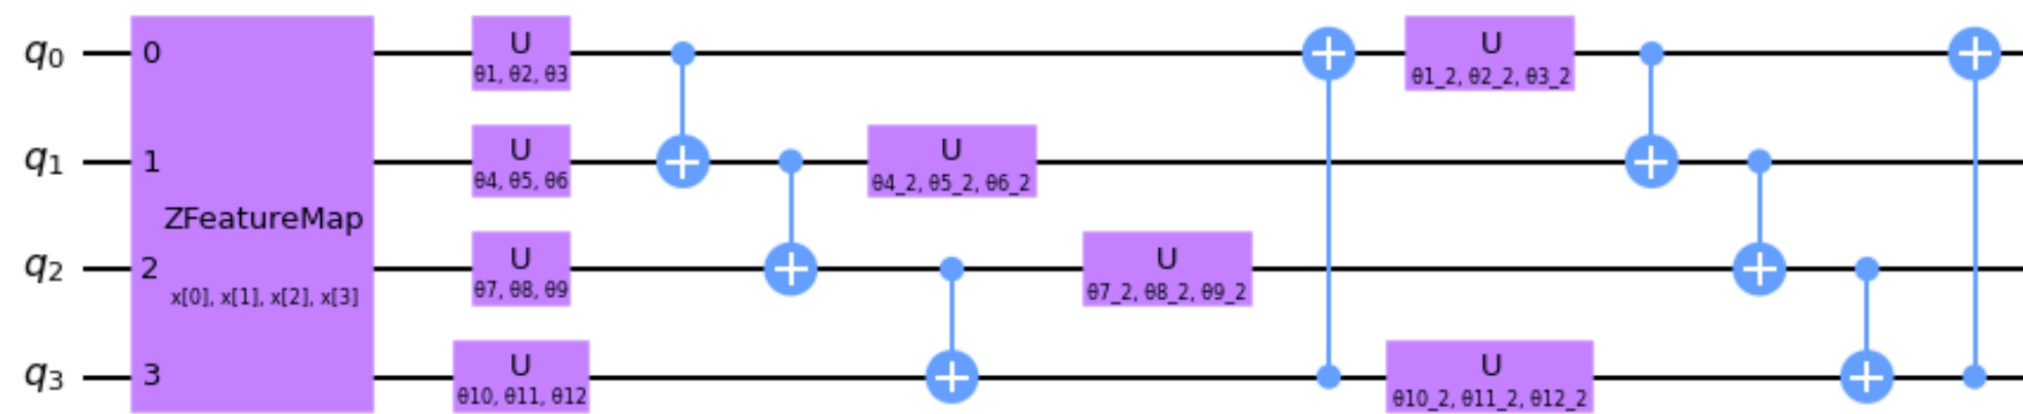 q0 0 U
θ1, θ2, θ3
U
θ1_2, θ2_2, θ3_2
q1 1 U
θ4, θ5, θ6
U
θ4_2, θ5_2, θ6_2
ZFeatureMap
q2 2 U
θ7, θ8, θ9
U
θ7_2, θ8_2, θ9_2
x[0], x[1], x[2], x[3]
q3 3 U
θ10, θ11, θ12
U
θ10_2, θ11_2, θ12_2